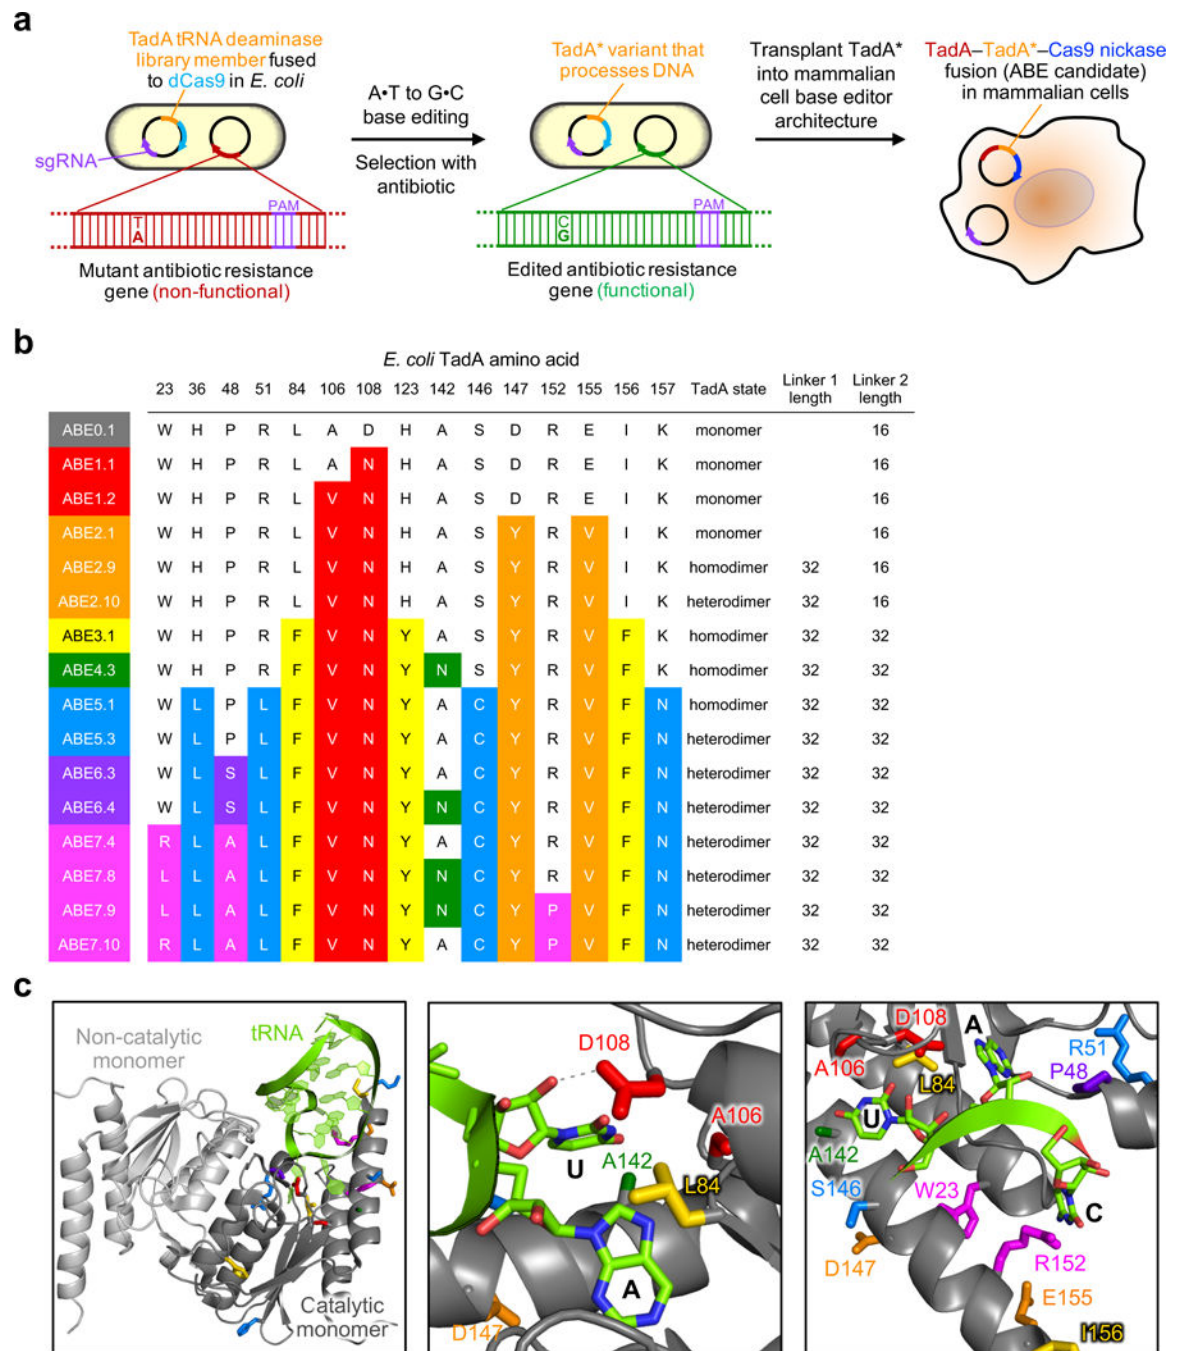 a
TadA tRNA deaminase
library member fused
to dCas9 in E. coli
sgRNA
PAM
T
A
Mutant antibiotic resistance
gene (non-functional)
A•T to G•C
base editing
Selection with
antibiotic
TadA* variant that
processes DNA
PAM
C
G
Edited antibiotic resistance
gene (functional)
Transplant TadA*
into mammalian
cell base editor
architecture
TadA–TadA*–Cas9 nickase
fusion (ABE candidate)
in mammalian cells
b
E. coli TadA amino acid
23 36 48 51 84 106 108 123 142 146 147 152 155 156 157 TadA state Linker 1 length Linker 2 length
ABE0.1 W H P R L A D H A S D R E I K monomer 16
ABE1.1 W H P R L A N H A S D R E I K monomer 16
ABE1.2 W H P R L V N H A S D R E I K monomer 16
ABE2.1 W H P R L V N H A S Y R V I K monomer 16
ABE2.9 W H P R L V N H A S Y R V I K homodimer 32 16
ABE2.10 W H P R L V N H A S Y R V I K heterodimer 32 16
ABE3.1 W H P R F V N Y A S Y R V F K homodimer 32 32
ABE4.3 W H P R F V N Y N S Y R V F K homodimer 32 32
ABE5.1 W L P L F V N Y A C Y R V F N homodimer 32 32
ABE5.3 W L P L F V N Y A C Y R V F N heterodimer 32 32
ABE6.3 W L S L F V N Y A C Y R V F N heterodimer 32 32
ABE6.4 W L S L F V N Y N C Y R V F N heterodimer 32 32
ABE7.4 R L A L F V N Y A C Y R V F N heterodimer 32 32
ABE7.8 L L A L F V N Y N C Y R V F N heterodimer 32 32
ABE7.9 L L A L F V N Y N C Y P V F N heterodimer 32 32
ABE7.10 R L A L F V N Y A C Y P V F N heterodimer 32 32
c
Non-catalytic
monomer
tRNA
Catalytic
monomer
D108
A106
U
A142
L84
A
D147
D108
A
R51
A106
L84
P48
U
A142
S146
W23
C
D147
R152
E155
I156